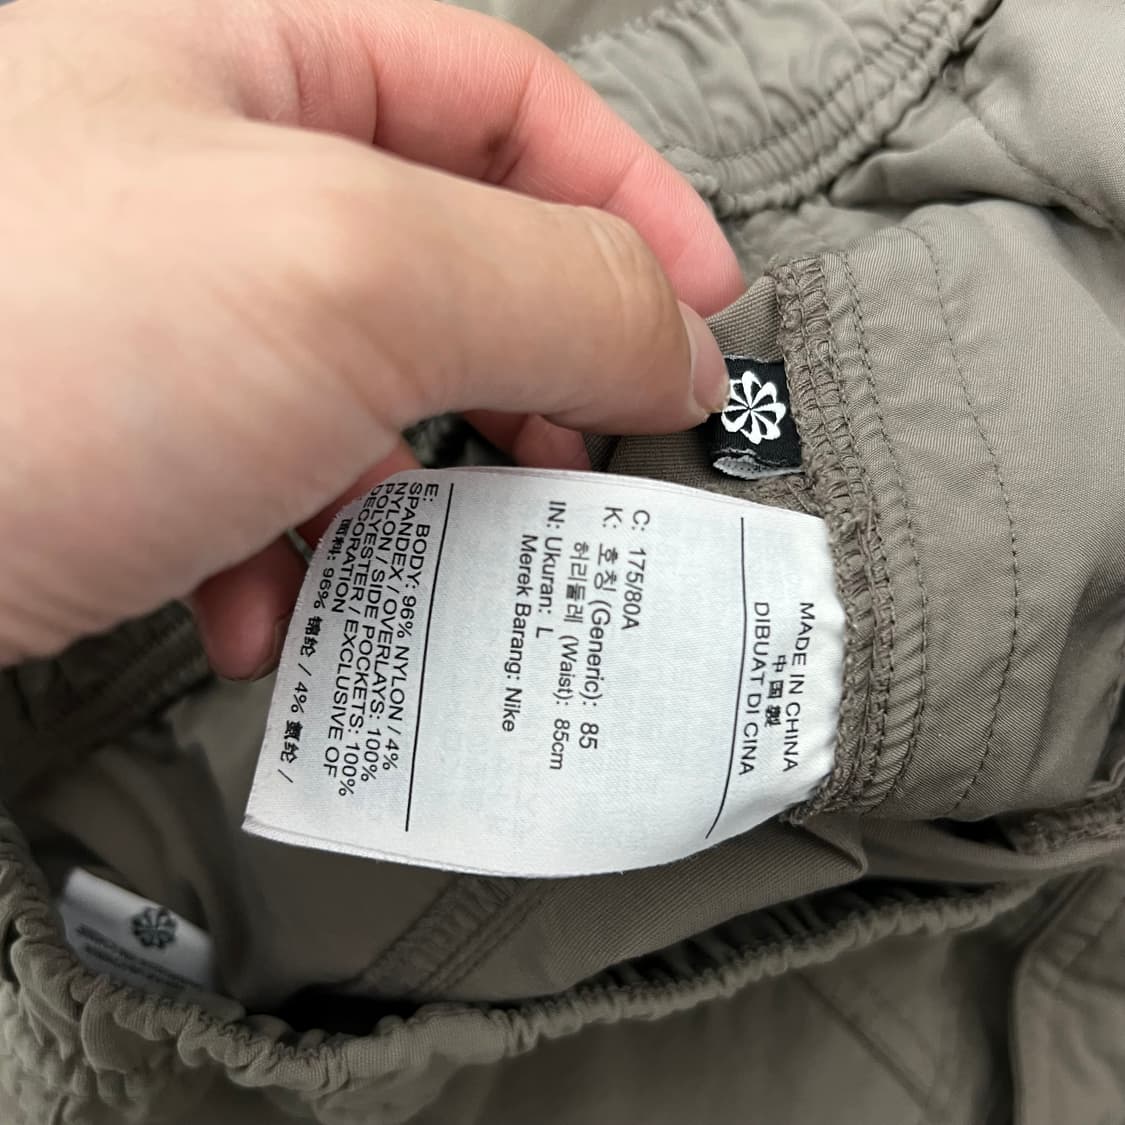 MADE IN CHINA
中国製
DIBUAT DI CINA
C: 175/80A
K: 호칭 (Generic): 85
허리둘레 (Waist): 85cm
IN: Ukuran: L
Merek Barang: Nike
E: BODY: 96% NYLON / 4%
SPANDEX / OVERLAYS: 100%
NYLON / SIDE POCKETS: 100%
POLYESTER / EXCLUSIVE OF
DECORATION
面料: 96% 锦纶 / 4% 氨纶 /